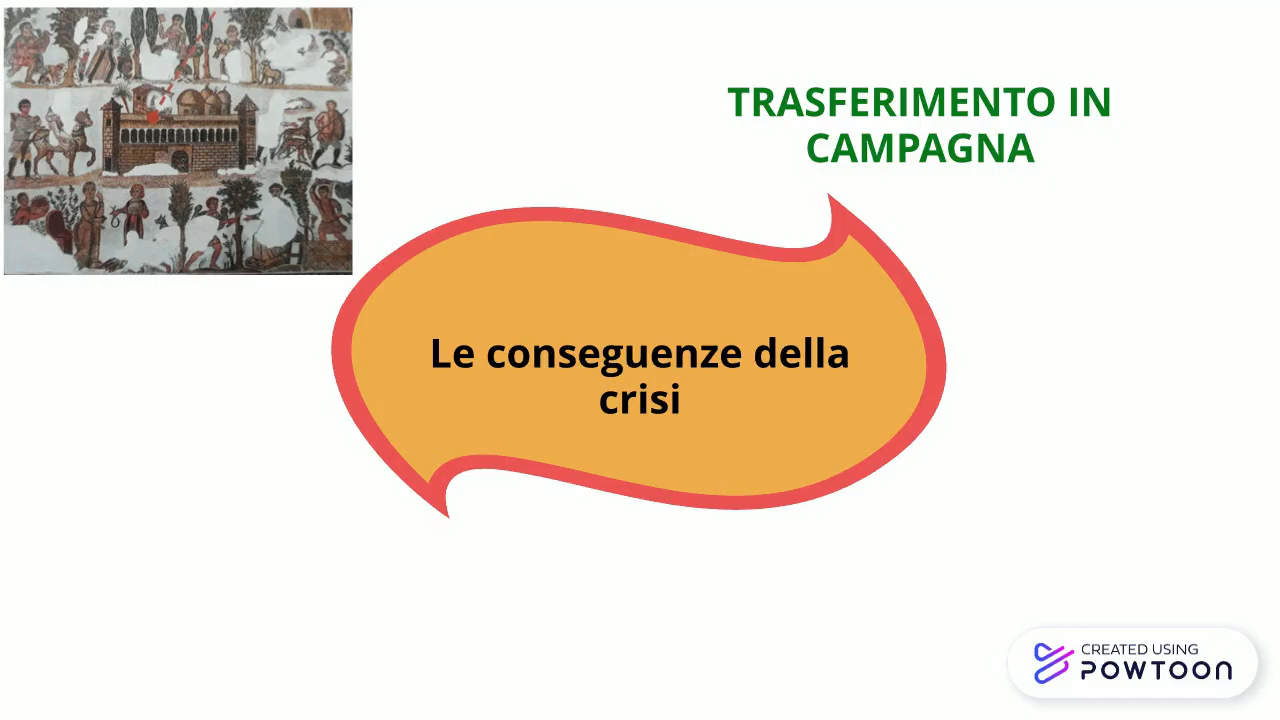 TRASFERIMENTO IN
CAMPAGNA
Le conseguenze della
crisi
CREATED USING
POWTOON